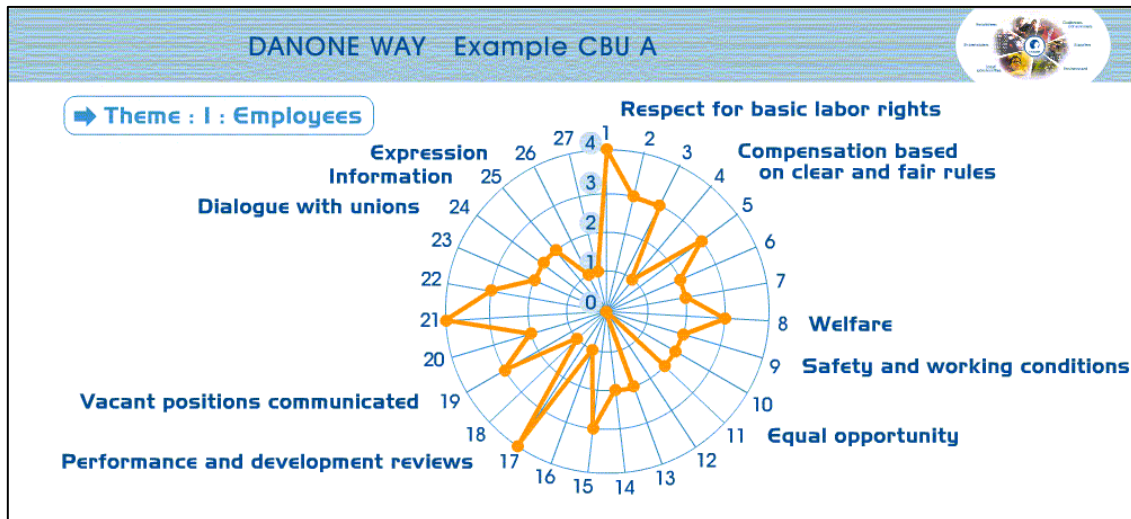 DANONE WAY Example CBU A
Theme : I : Employees
Respect for basic labor rights
Compensation based
on clear and fair rules
Expression
Information
Dialogue with unions
Welfare
Safety and working conditions
Equal opportunity
Vacant positions communicated
Performance and development reviews
1
2
3
4
5
6
7
8
9
10
11
12
13
14
15
16
17
18
19
20
21
22
23
24
25
26
27
4
3
2
1
0